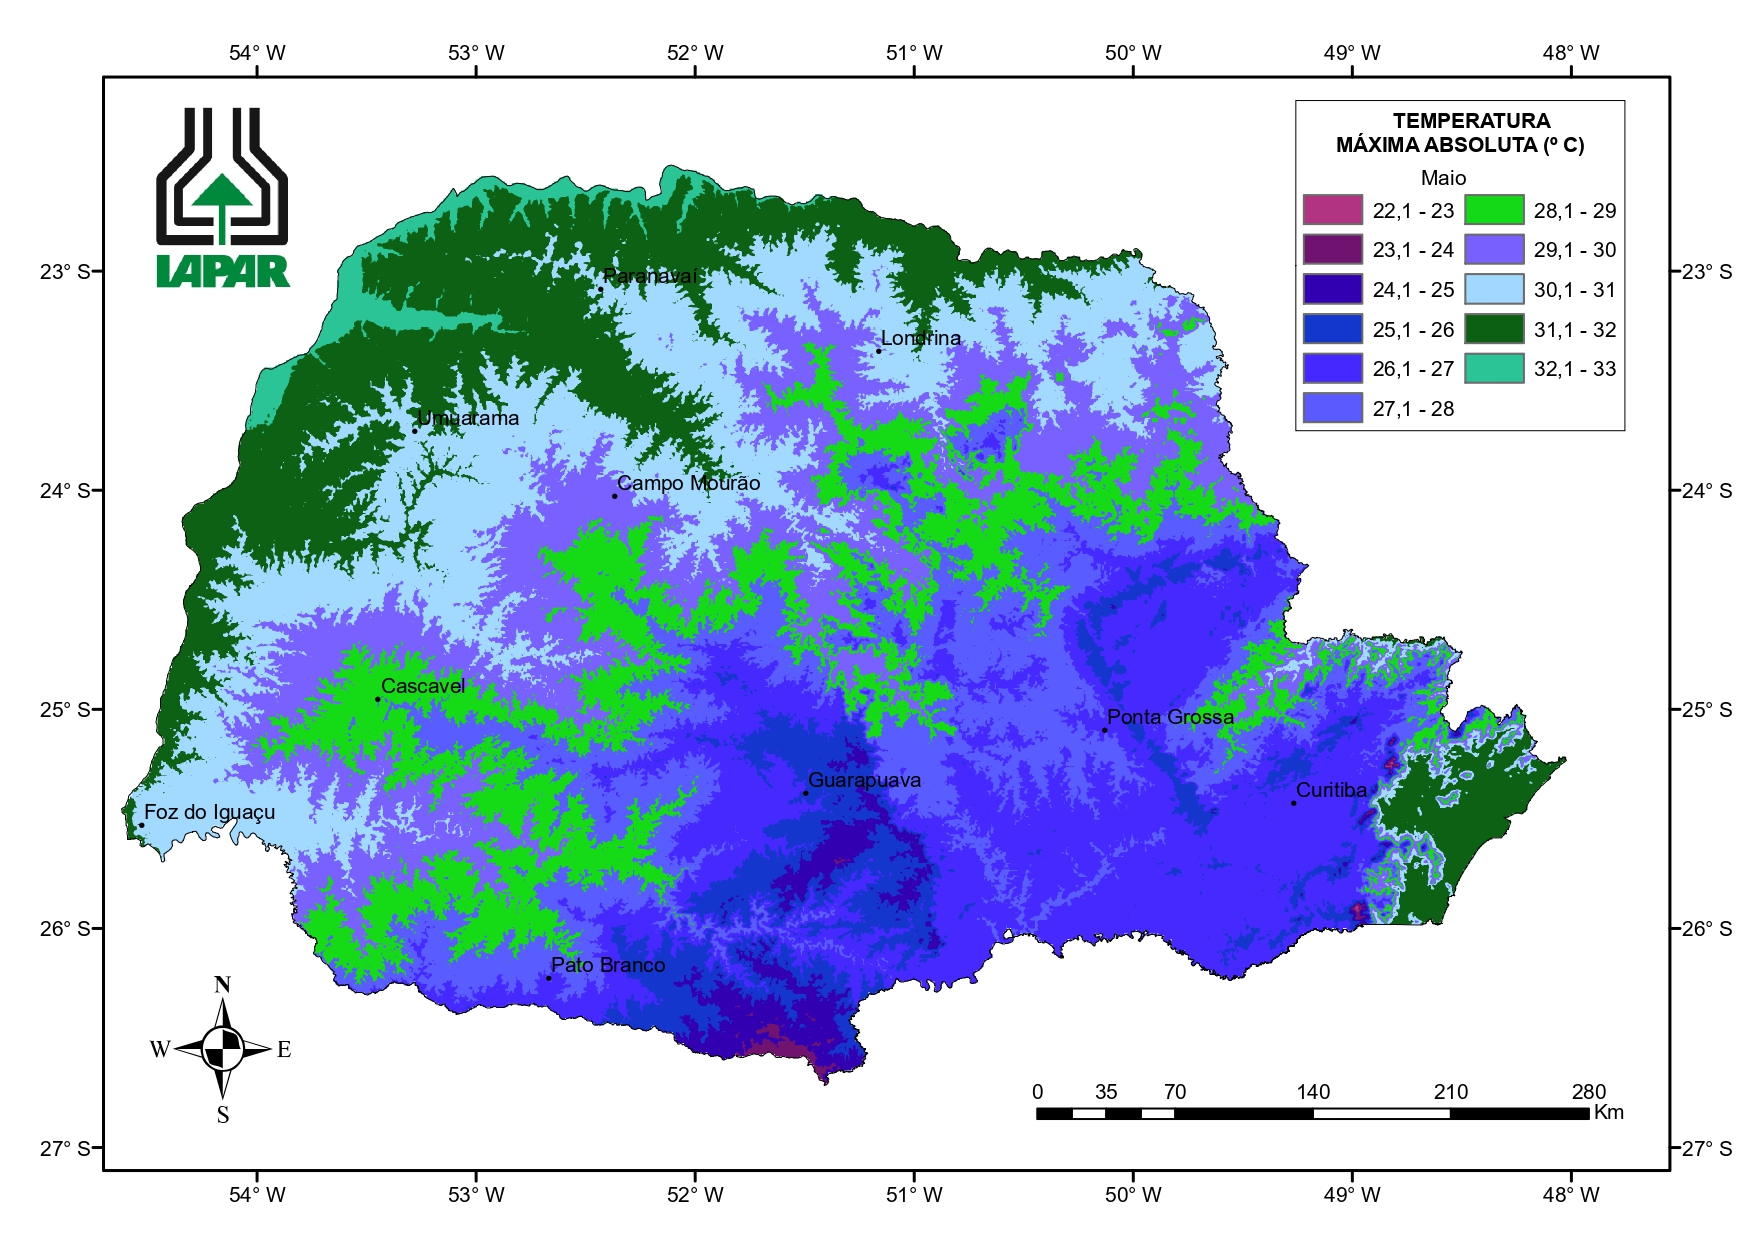 54° W 53° W 52° W 51° W 50° W 49° W 48° W
TEMPERATURA
MÁXIMA ABSOLUTA (º C)
Maio
22,1 - 23 28,1 - 29
23,1 - 24 29,1 - 30
24,1 - 25 30,1 - 31
25,1 - 26 31,1 - 32
26,1 - 27 32,1 - 33
27,1 - 28
IAPAR
23° S 23° S
Paranavaí
Londrina
Umuarama
24° S 24° S
Campo Mourão
Cascavel
25° S 25° S
Ponta Grossa
Guarapuava
Curitiba
Foz do Iguaçu
26° S 26° S
Pato Branco
N
W E
S
0 35 70 140 210 280
Km
27° S 27° S
54° W 53° W 52° W 51° W 50° W 49° W 48° W